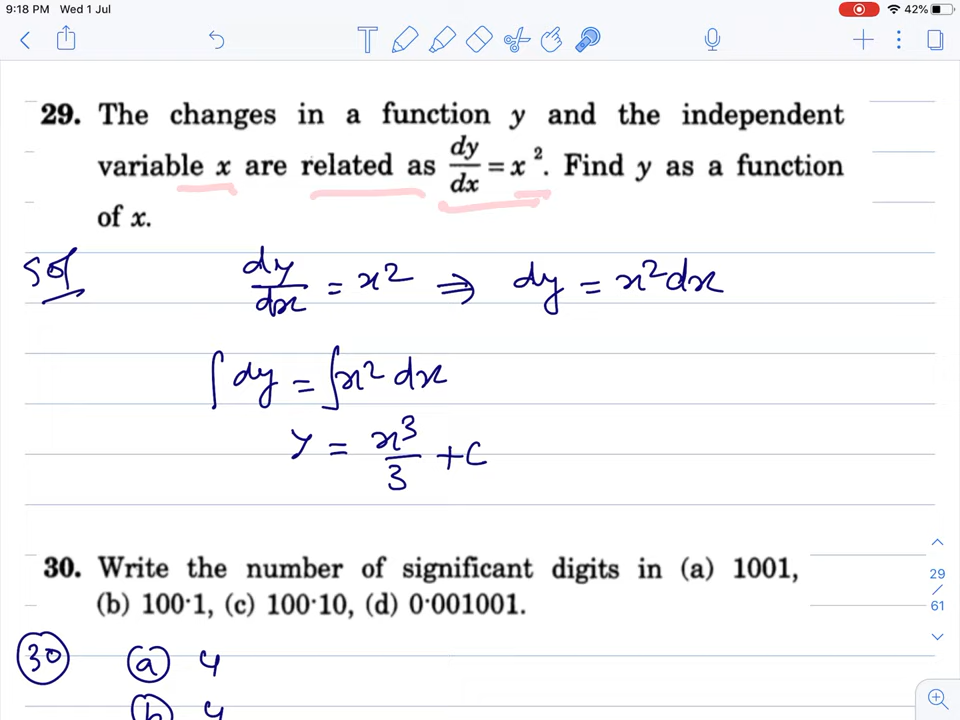 9:18 PM Wed 1 Jul 42%
T
29. The changes in a function y and the independent
variable x are related as dy/dx = x². Find y as a function
of x.
Sol dy/dx = x² ⇒ dy = x²dx
∫dy = ∫x² dx
y = x³/3 + C
30. Write the number of significant digits in (a) 1001,
(b) 100·1, (c) 100·10, (d) 0·001001.
30 (a) 4
(b) 4
29
/
61